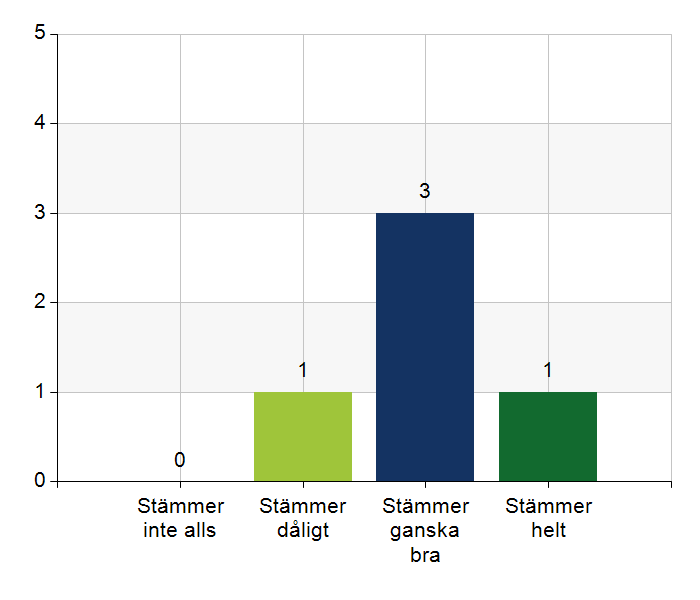 5
4
3
2
1
0
0
1
3
1
Stämmer
inte alls
Stämmer
dåligt
Stämmer
ganska
bra
Stämmer
helt